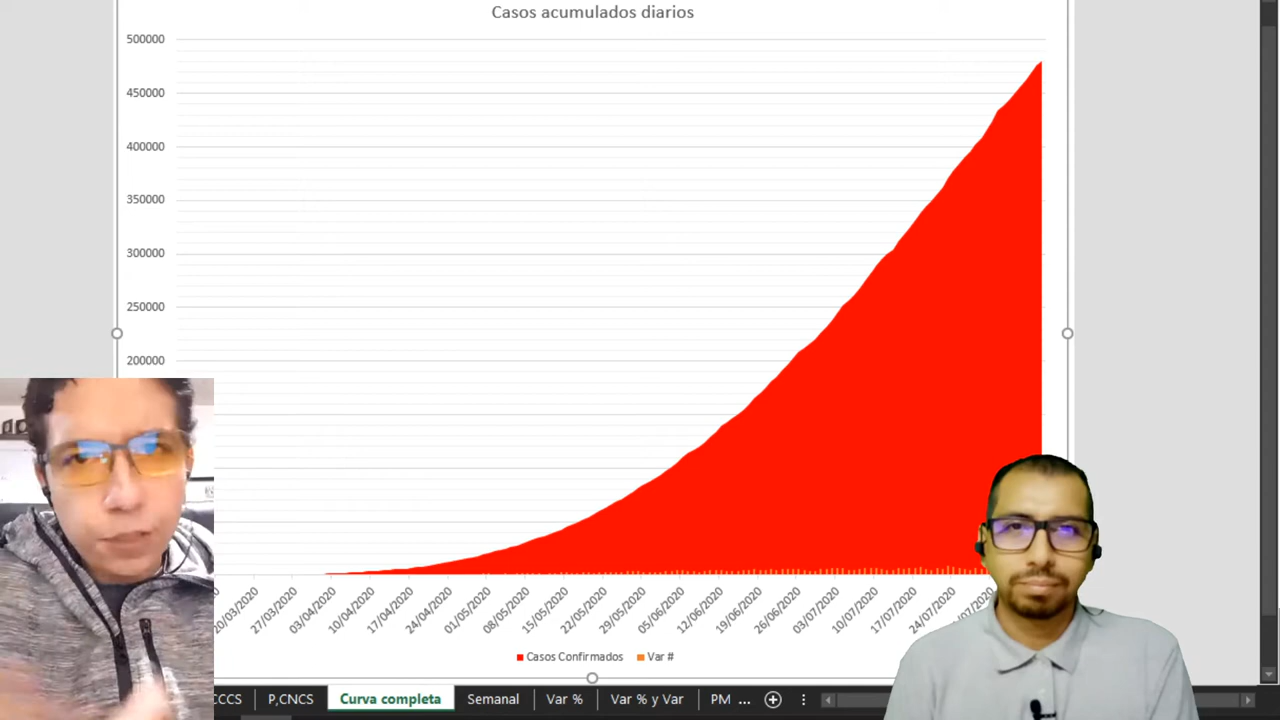 Casos acumulados diarios
500000
450000
400000
350000
300000
250000
200000
20/03/2020 27/03/2020 03/04/2020 10/04/2020 17/04/2020 24/04/2020 01/05/2020 08/05/2020 15/05/2020 22/05/2020 29/05/2020 05/06/2020 12/06/2020 19/06/2020 26/06/2020 03/07/2020 10/07/2020 17/07/2020 24/07/2020 /07/2020
Casos Confirmados Var #
CCCS P,CNCS Curva completa Semanal Var % Var % y Var PM ...